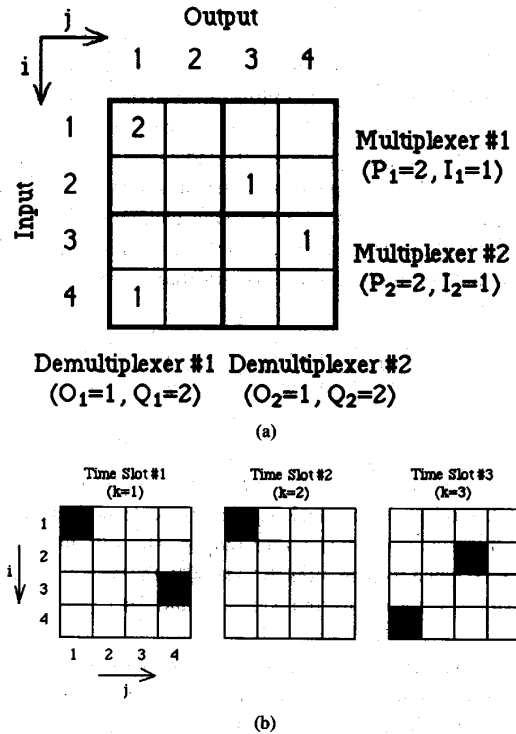 Output
j
i
1 2 3 4
Input
1 2 Multiplexer #1
(P₁=2, I₁=1)
2 1
3 1 Multiplexer #2
(P₂=2, I₂=1)
4 1
Demultiplexer #1 Demultiplexer #2
(O₁=1, Q₁=2) (O₂=1, Q₂=2)
(a)
Time Slot #1 Time Slot #2 Time Slot #3
(k=1) (k=2) (k=3)
1
2
i
3
4
1 2 3 4
j
(b)